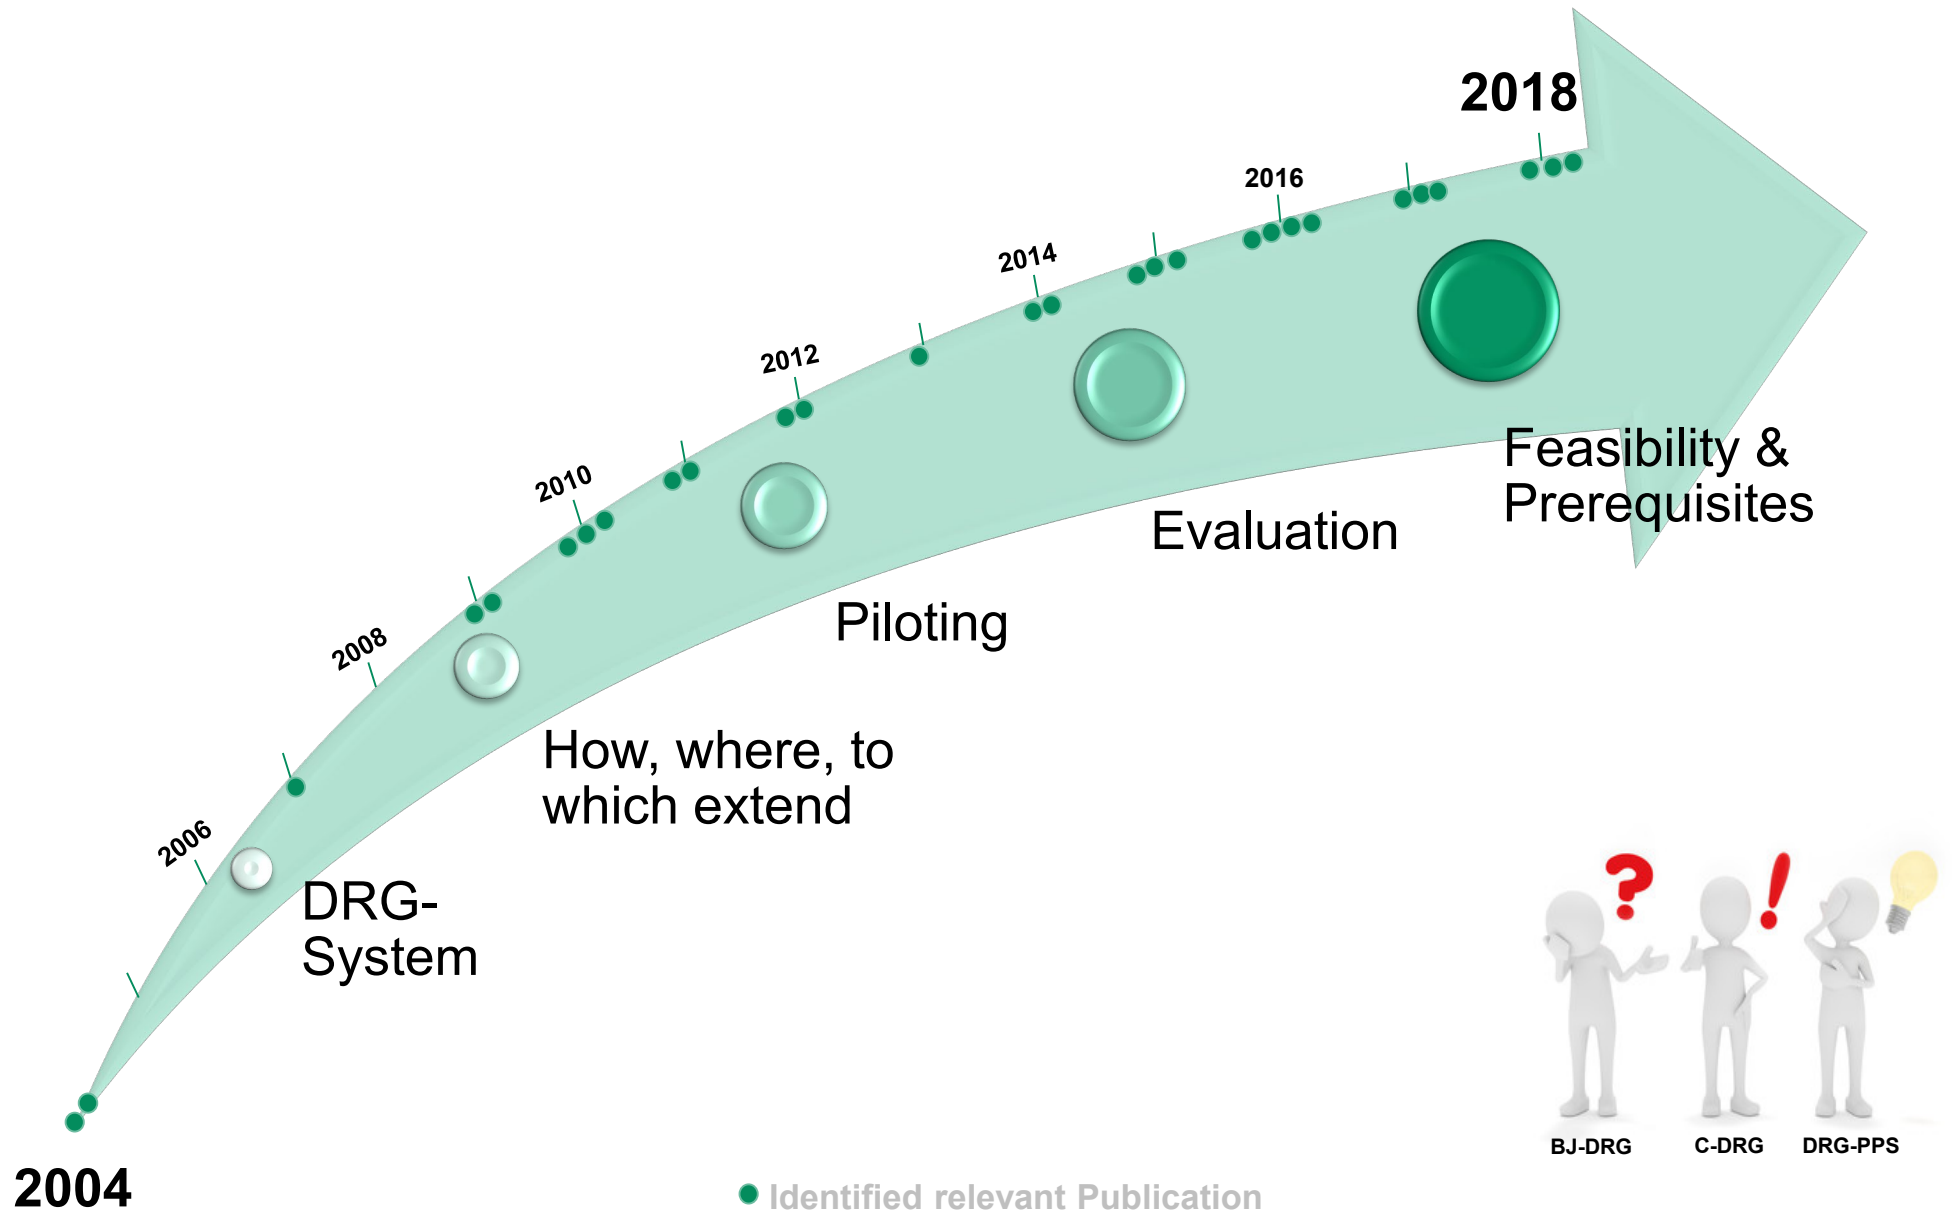 2018
2016
2014
2012
2010
2008
2006
2004
Feasibility &
Prerequisites
Evaluation
Piloting
How, where, to
which extend
DRG-
System
?
!
BJ-DRG
C-DRG
DRG-PPS
Identified relevant Publication